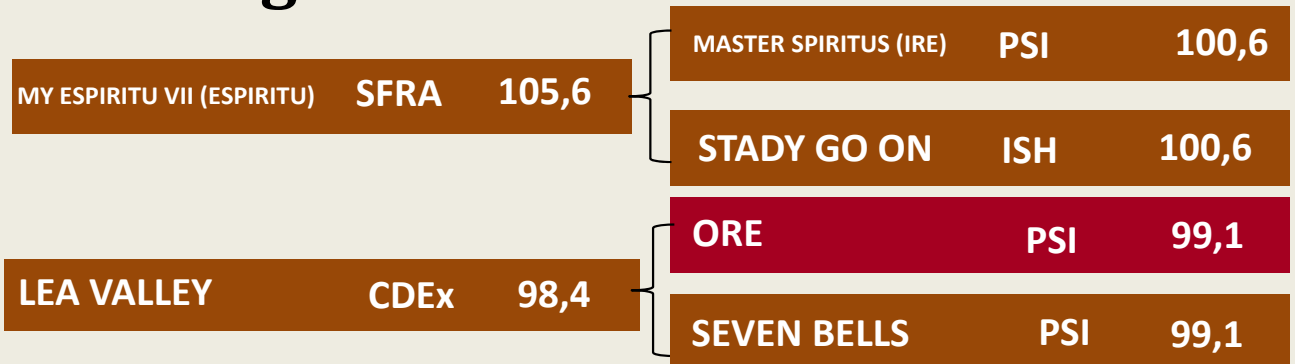 MASTER SPIRITUS (IRE) PSI 100,6
MY ESPIRITU VII (ESPIRITU) SFRA 105,6
STADY GO ON ISH 100,6
ORE PSI 99,1
LEA VALLEY CDEx 98,4
SEVEN BELLS PSI 99,1